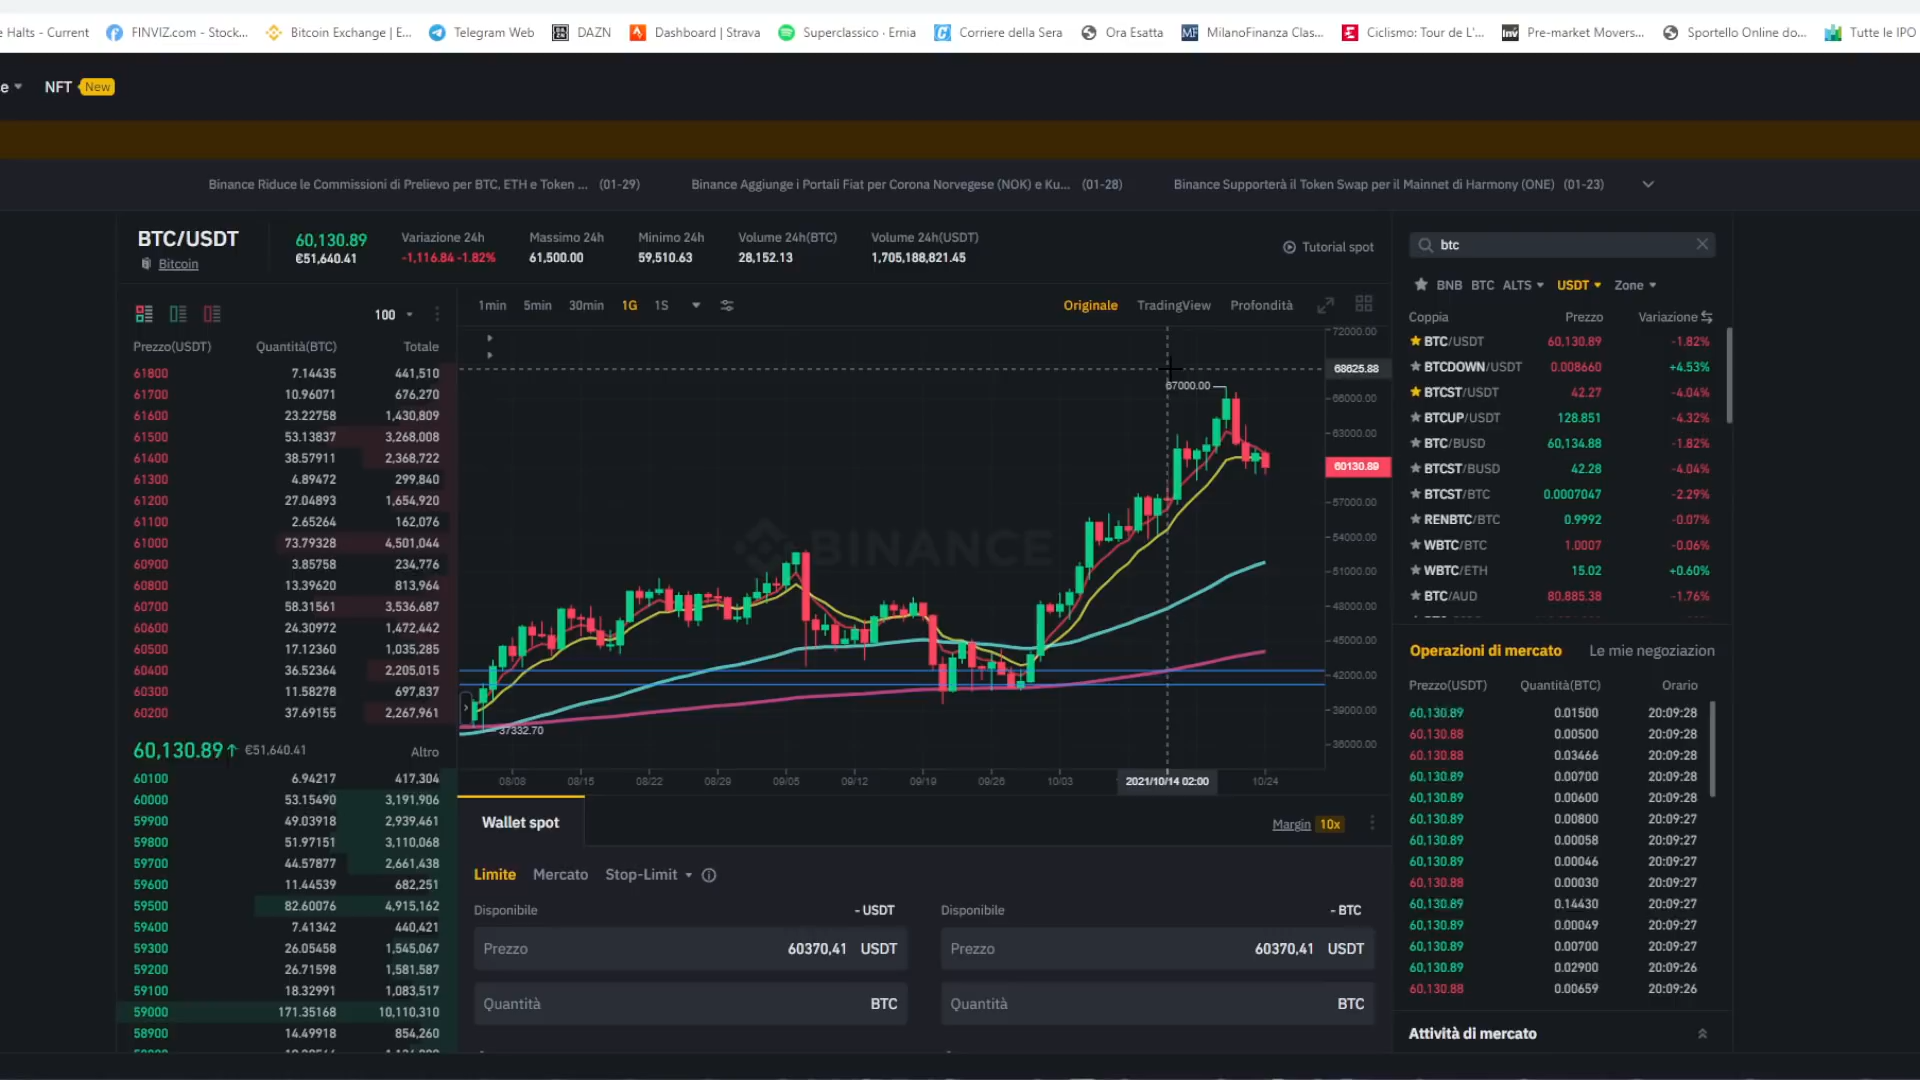 e Halts - Current FINVIZ.com - Stock... Bitcoin Exchange | E... Telegram Web DAZN Dashboard | Strava Superclassico · Ernia Corriere della Sera Ora Esatta MilanoFinanza Clas... Ciclismo: Tour de L'... Pre-market Movers... Sportello Online do... Tutte le IPO
e NFT New
Binance Riduce le Commissioni di Prelievo per BTC, ETH e Token ... (01-29) Binance Aggiunge i Portali Fiat per Corona Norvegese (NOK) e Ku... (01-28) Binance Supporterà il Token Swap per il Mainnet di Harmony (ONE) (01-23)
BTC/USDT
Bitcoin
60,130.89
€51,640.41
Variazione 24h
-1,116.84 -1.82%
Massimo 24h
61,500.00
Minimo 24h
59,510.63
Volume 24h(BTC)
28,152.13
Volume 24h(USDT)
1,705,188,821.45
Tutorial spot
100
Prezzo(USDT) Quantità(BTC) Totale
61800 7.14435 441,510
61700 10.96071 676,270
61600 23.22758 1,430,809
61500 53.13837 3,268,008
61400 38.57911 2,368,722
61300 4.89472 299,840
61200 27.04893 1,654,920
61100 2.65264 162,076
61000 73.79328 4,501,044
60900 3.85758 234,776
60800 13.39620 813,964
60700 58.31561 3,536,687
60600 24.30972 1,472,442
60500 17.12360 1,035,285
60400 36.52364 2,205,015
60300 11.58278 697,837
60200 37.69155 2,267,961
60,130.89↑ €51,640.41 Altro
60100 6.94217 417,304
60000 53.15490 3,191,906
59900 49.03918 2,939,461
59800 51.97151 3,110,068
59700 44.57877 2,661,438
59600 11.44539 682,251
59500 82.60076 4,915,162
59400 7.41342 440,421
59300 26.05458 1,545,067
59200 26.71598 1,581,587
59100 18.32991 1,083,517
59000 171.35168 10,110,310
58900 14.49918 854,260
1min 5min 30min 1G 1S Originale TradingView Profondità
72000.00
68625.88
67000.00
66000.00
63000.00
60130.89
57000.00
54000.00
51000.00
48000.00
45000.00
42000.00
39000.00
36000.00
BINANCE
37332.70
08/08 08/15 08/22 08/29 09/05 09/12 09/19 09/26 10/03 2021/10/14 02:00 10/24
Wallet spot Margin 10x
Limite Mercato Stop-Limit
Disponibile - USDT Disponibile - BTC
Prezzo 60370,41 USDT Prezzo 60370,41 USDT
Quantità BTC Quantità BTC
btc
BNB BTC ALTS USDT Zone
Coppia Prezzo Variazione
BTC/USDT 60,130.89 -1.82%
BTCDOWN/USDT 0.008660 +4.53%
BTCST/USDT 42.27 -4.04%
BTCUP/USDT 128.851 -4.32%
BTC/BUSD 60,134.88 -1.82%
BTCST/BUSD 42.28 -4.04%
BTCST/BTC 0.0007047 -2.29%
RENBTC/BTC 0.9992 -0.07%
WBTC/BTC 1.0007 -0.06%
WBTC/ETH 15.02 +0.60%
BTC/AUD 80,885.38 -1.76%
Operazioni di mercato Le mie negoziazion
Prezzo(USDT) Quantità(BTC) Orario
60,130.89 0.01500 20:09:28
60,130.88 0.00500 20:09:28
60,130.88 0.03466 20:09:28
60,130.89 0.00700 20:09:28
60,130.89 0.00600 20:09:28
60,130.89 0.00800 20:09:27
60,130.89 0.00058 20:09:27
60,130.89 0.00046 20:09:27
60,130.88 0.00030 20:09:27
60,130.89 0.14430 20:09:27
60,130.89 0.00049 20:09:27
60,130.89 0.00700 20:09:27
60,130.89 0.02900 20:09:26
60,130.88 0.00659 20:09:26
Attività di mercato